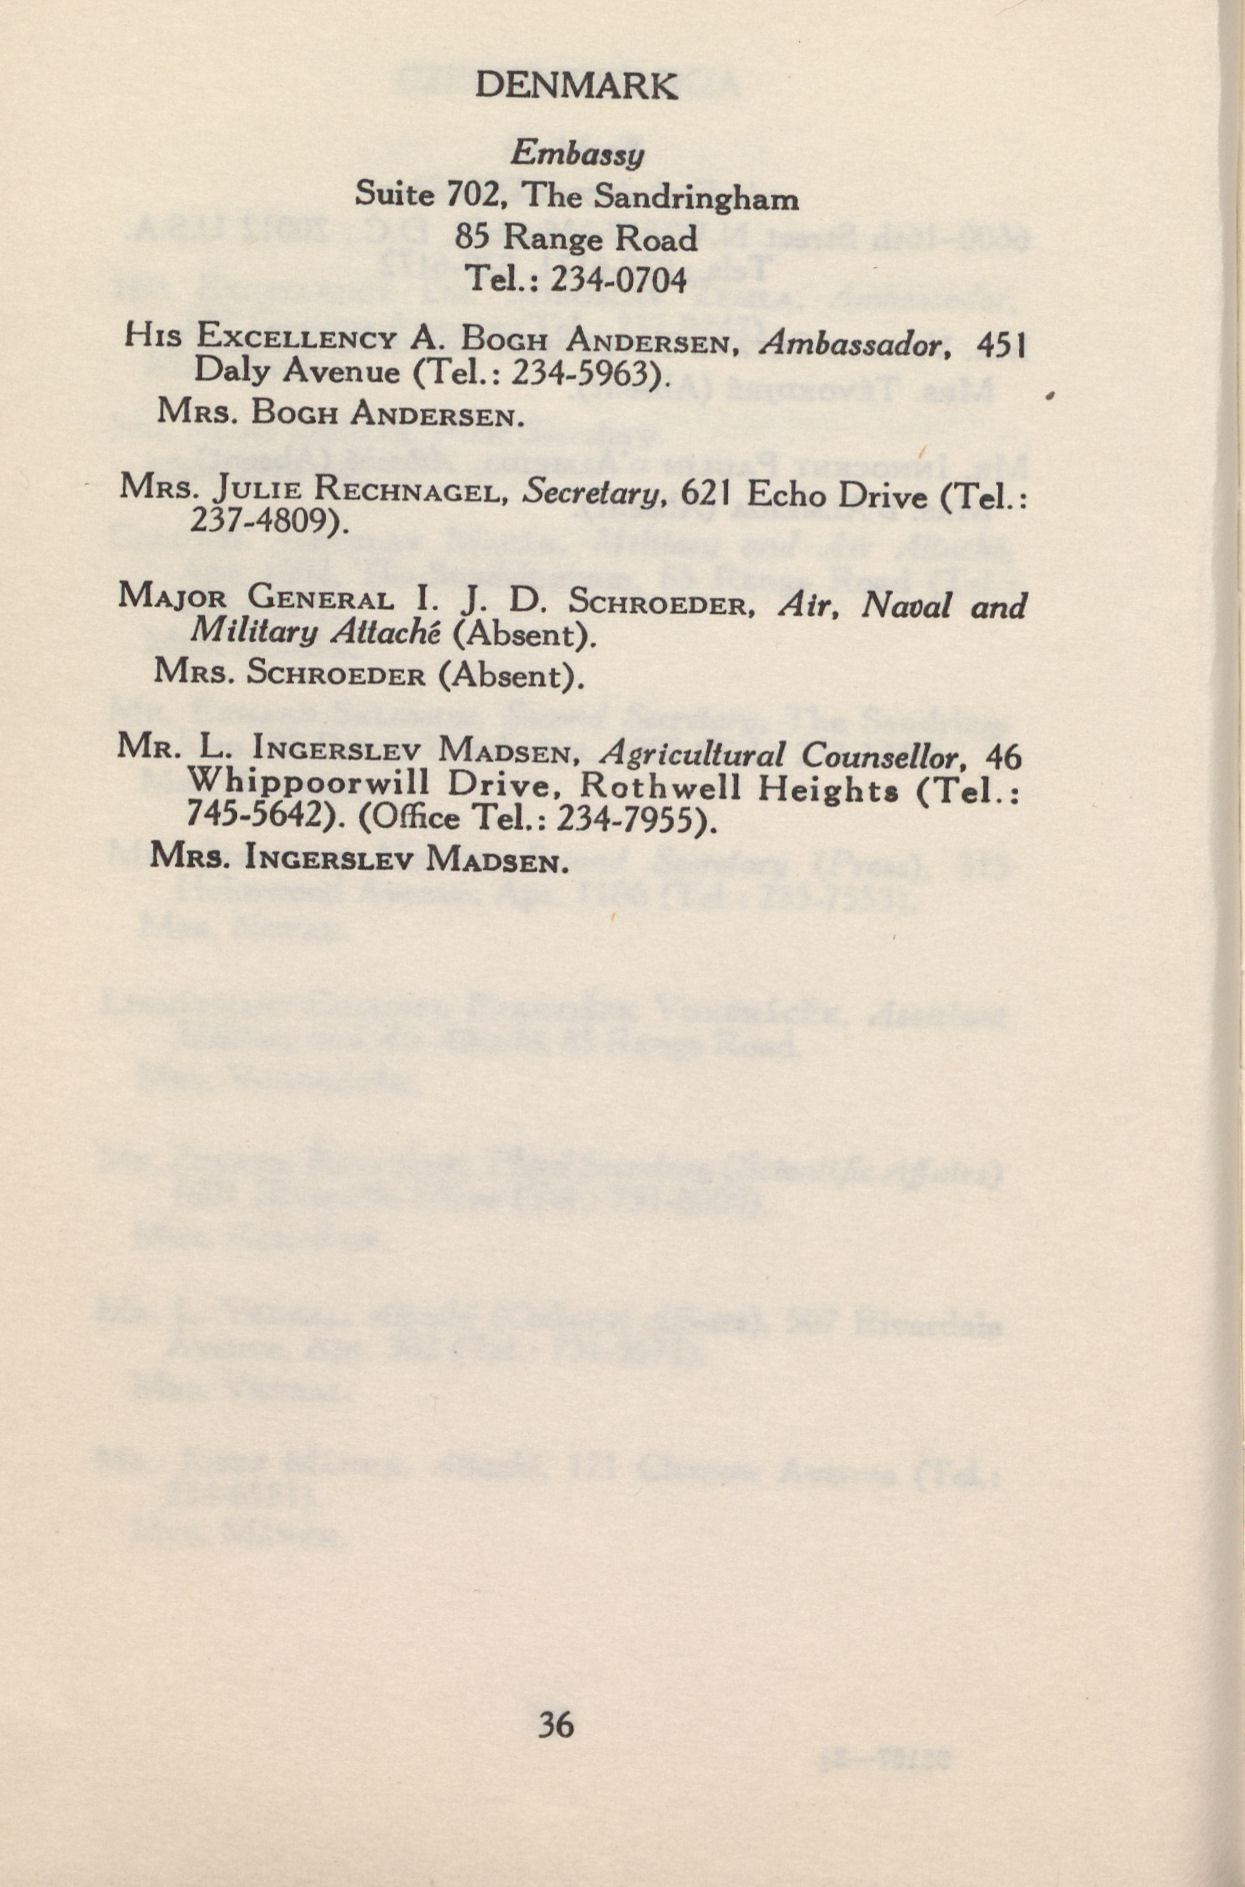 DENMARK
Embassy
Suite 702, The Sandringham
85 Range Road
Tel.: 234-0704
HIS EXCELLENCY A. BOGH ANDERSEN, Ambassador, 451
Daly Avenue (Tel.: 234-5963).
MRS. BOGH ANDERSEN.
MRS. JULIE RECHNAGEL, Secretary, 621 Echo Drive (Tel.:
237-4809).
MAJOR GENERAL I. J. D. SCHROEDER, Air, Naval and
Military Attaché (Absent).
MRS. SCHROEDER (Absent).
MR. L. INGERSLEV MADSEN, Agricultural Counsellor, 46
Whippoorwill Drive, Rothwell Heights (Tel.:
745-5642). (Office Tel.: 234-7955).
MRS. INGERSLEV MADSEN.
36